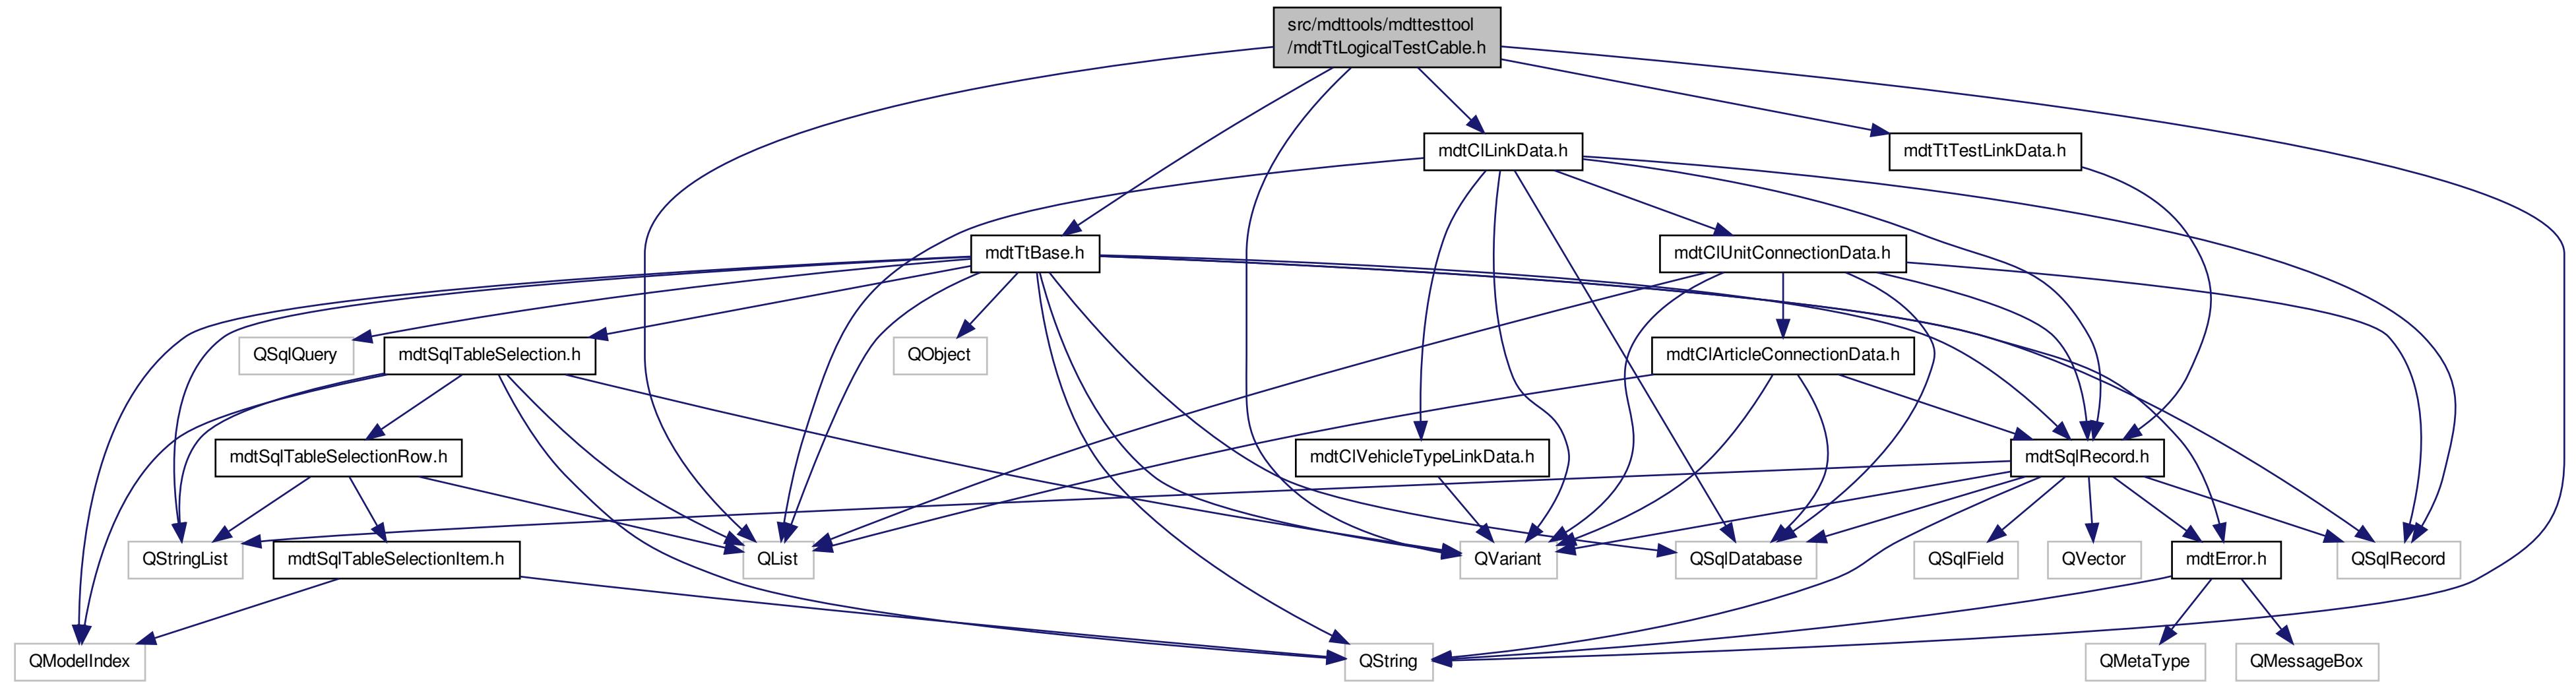 src/mdttools/mdttesttool
/mdtTtLogicalTestCable.h
mdtClLinkData.h
mdtTtTestLinkData.h
mdtTtBase.h
mdtClUnitConnectionData.h
QSqlQuery
mdtSqlTableSelection.h
QObject
mdtClArticleConnectionData.h
mdtSqlTableSelectionRow.h
mdtClVehicleTypeLinkData.h
mdtSqlRecord.h
QStringList
mdtSqlTableSelectionItem.h
QList
QVariant
QSqlDatabase
QSqlField
QVector
mdtError.h
QSqlRecord
QModelIndex
QString
QMetaType
QMessageBox